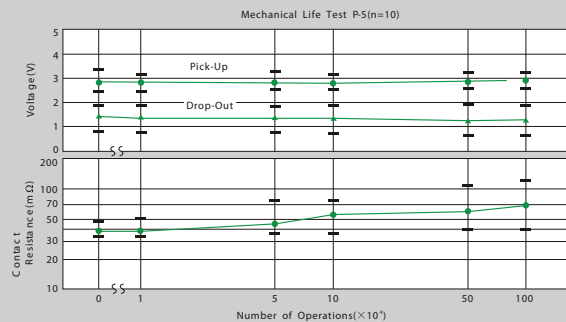 Mechanical Life Test P-5(n=10)
Voltage(V)
5
4
3
2
1
0
Pick-Up
Drop-Out
Contact
Resistance(mΩ)
200
100
70
50
30
20
10
0
1
5
10
50
100
Number of Operations(×10⁴)